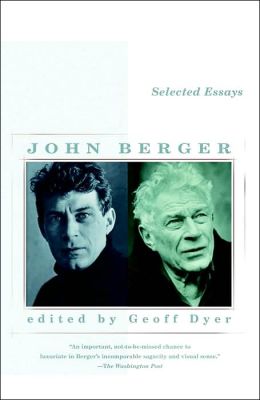 Selected Essays
JOHN BERGER
edited by Geoff Dyer
"An important, not-to-be-missed chance to
luxuriate in Berger's incomparable sagacity and visual sense."
—The Washington Post